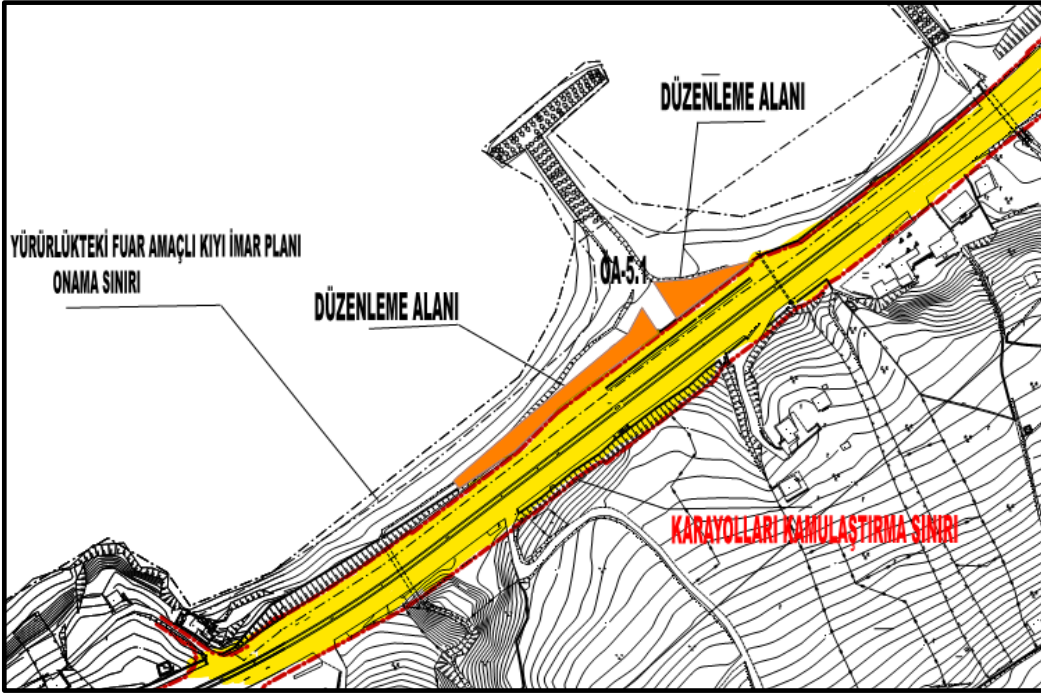 DÜZENLEME ALANI
YÜRÜRLÜKTEKİ FUAR AMAÇLI KIYI İMAR PLANI
ONAMA SINIRI
ÖA-5.1
DÜZENLEME ALANI
KARAYOLLARI KAMULAŞTIRMA SINIRI